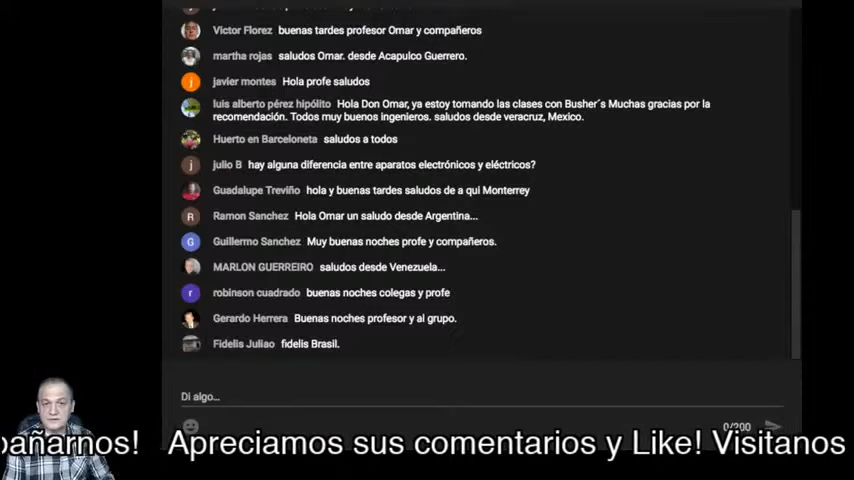 Victor Florez buenas tardes profesor Omar y compañeros
martha rojas saludos Omar. desde Acapulco Guerrero.
j javier montes Hola profe saludos
luis alberto pérez hipólito Hola Don Omar, ya estoy tomando las clases con Busher´s Muchas gracias por la
recomendación. Todos muy buenos ingenieros. saludos desde veracruz, Mexico.
Huerto en Barceloneta saludos a todos
j julio B hay alguna diferencia entre aparatos electrónicos y eléctricos?
Guadalupe Treviño hola y buenas tardes saludos de a qui Monterrey
R Ramon Sanchez Hola Omar un saludo desde Argentina...
G Guillermo Sanchez Muy buenas noches profe y compañeros.
MARLON GUERREIRO saludos desde Venezuela...
r robinson cuadrado buenas noches colegas y profe
Gerardo Herrera Buenas noches profesor y al grupo.
Fidelis Juliao fidelis Brasil.
Di algo...
0/200
pañarnos! Apreciamos sus comentarios y Like! Visitanos